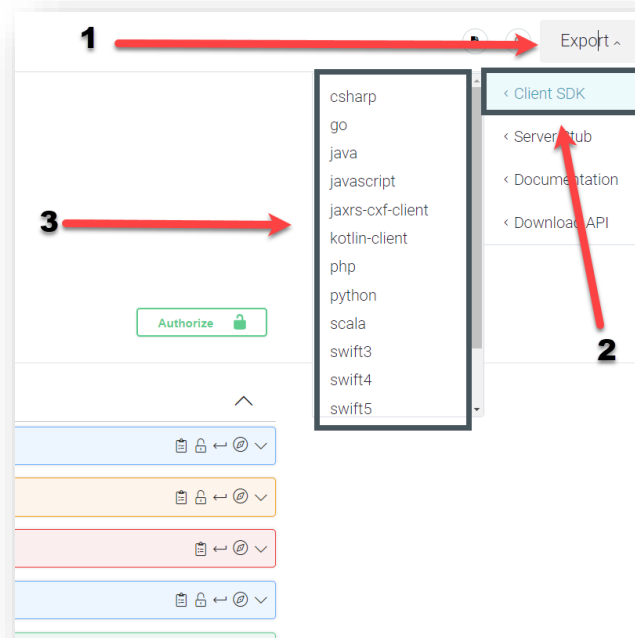 1
Export
csharp
go
java
javascript
jaxrs-cxf-client
kotlin-client
php
python
scala
swift3
swift4
swift5
Client SDK
Server Stub
Documentation
Download API
3
Authorize
2